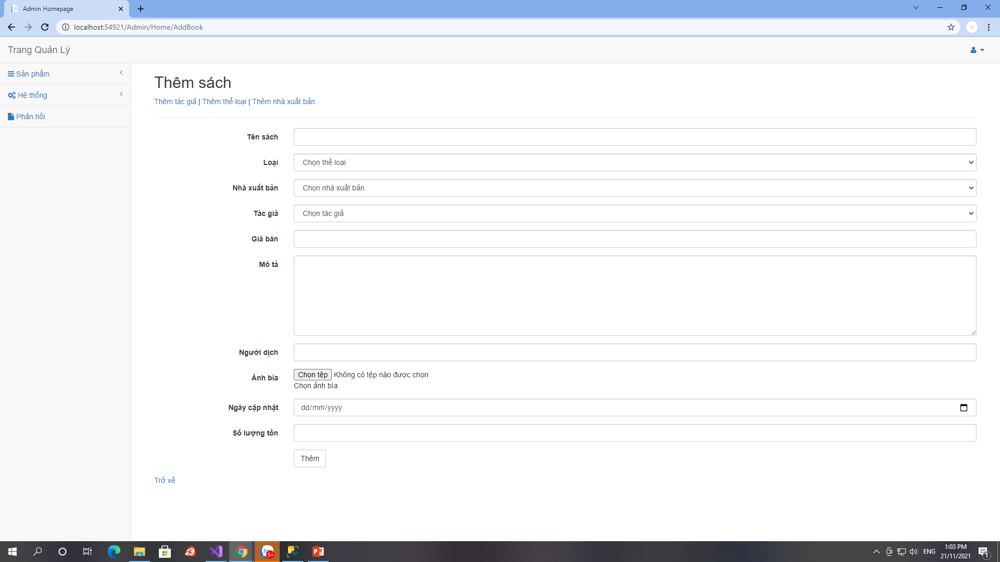 Admin Homepage
localhost:54921/Admin/Home/AddBook
Trang Quản Lý
Sản phẩm
Hệ thống
Phản hồi
Thêm sách
Thêm tác giả | Thêm thể loại | Thêm nhà xuất bản
Tên sách
Loại
Chọn thể loại
Nhà xuất bản
Chọn nhà xuất bản
Tác giả
Chọn tác giả
Giá bán
Mô tả
Người dịch
Ảnh bìa
Chọn tệp Không có tệp nào được chọn
Chọn ảnh bìa
Ngày cập nhật
dd/mm/yyyy
Số lượng tồn
Thêm
Trở về
Zalo
5+
ENG
1:03 PM
21/11/2021
1